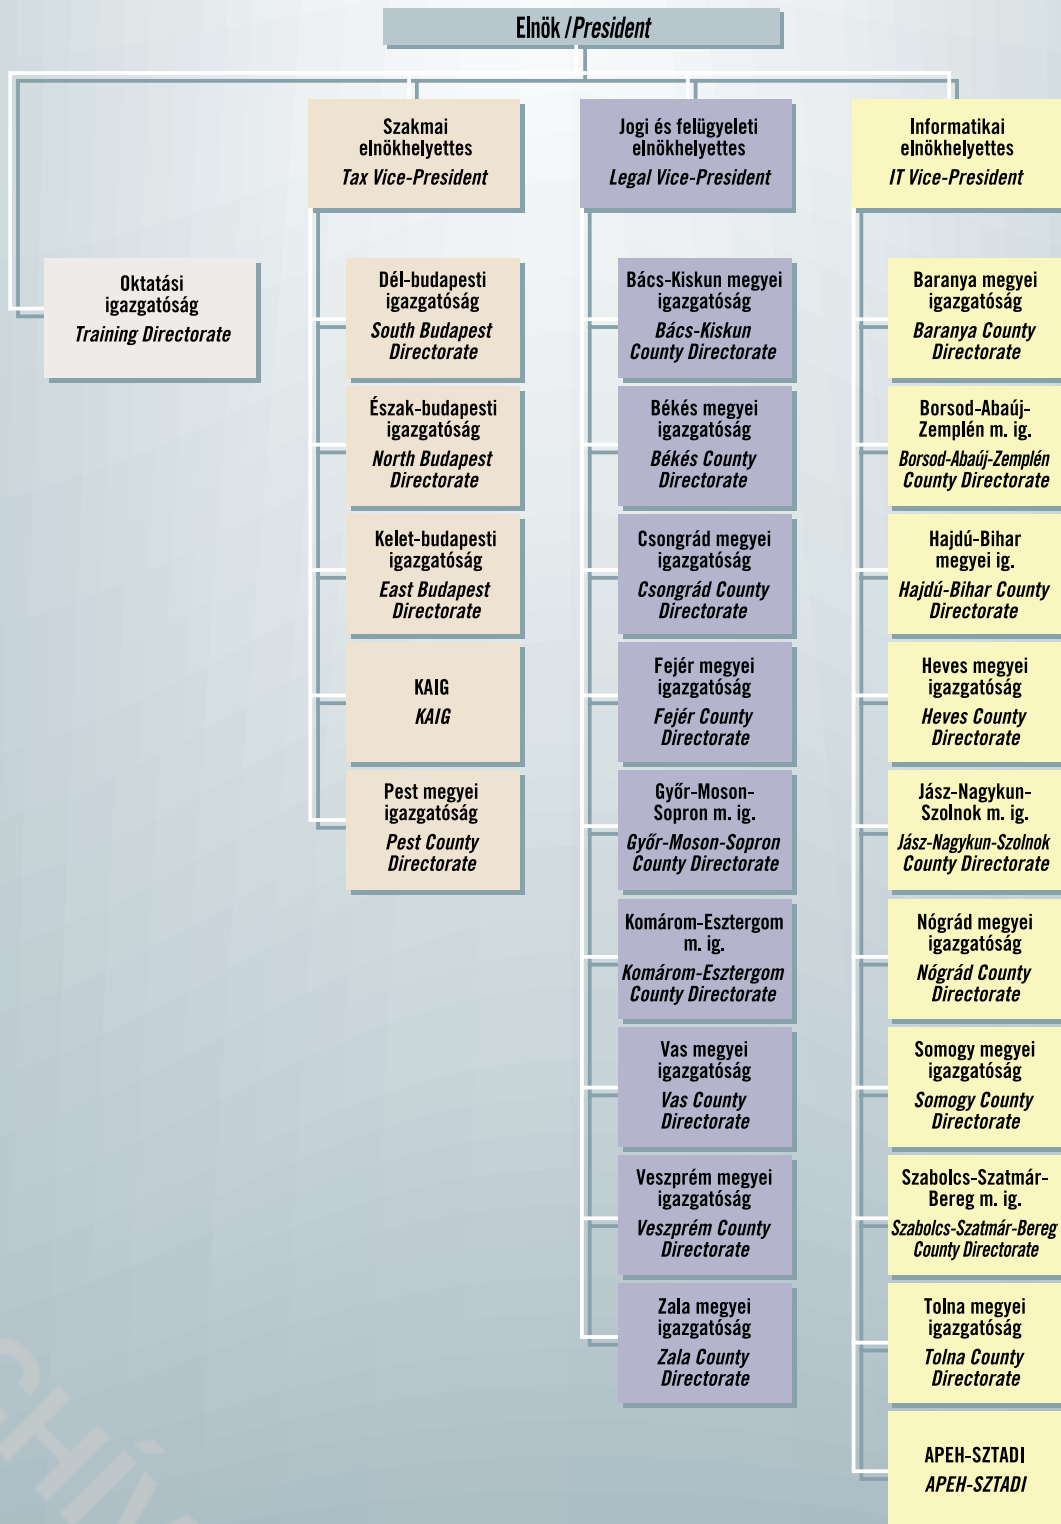 Elnök / President
Szakmai
elnökhelyettes
Tax Vice-President
Jogi és felügyeleti
elnökhelyettes
Legal Vice-President
Informatikai
elnökhelyettes
IT Vice-President
Oktatási
igazgatóság
Training Directorate
Dél-budapesti
igazgatóság
South Budapest
Directorate
Észak-budapesti
igazgatóság
North Budapest
Directorate
Kelet-budapesti
igazgatóság
East Budapest
Directorate
KAIG
KAIG
Pest megyei
igazgatóság
Pest County
Directorate
Bács-Kiskun megyei
igazgatóság
Bács-Kiskun
County Directorate
Békés megyei
igazgatóság
Békés County
Directorate
Csongrád megyei
igazgatóság
Csongrád County
Directorate
Fejér megyei
igazgatóság
Fejér County
Directorate
Győr-Moson-
Sopron m. ig.
Győr-Moson-Sopron
County Directorate
Komárom-Esztergom
m. ig.
Komárom-Esztergom
County Directorate
Vas megyei
igazgatóság
Vas County
Directorate
Veszprém megyei
igazgatóság
Veszprém County
Directorate
Zala megyei
igazgatóság
Zala County
Directorate
Baranya megyei
igazgatóság
Baranya County
Directorate
Borsod-Abaúj-
Zemplén m. ig.
Borsod-Abaúj-Zemplén
County Directorate
Hajdú-Bihar
megyei ig.
Hajdú-Bihar County
Directorate
Heves megyei
igazgatóság
Heves County
Directorate
Jász-Nagykun-
Szolnok m. ig.
Jász-Nagykun-Szolnok
County Directorate
Nógrád megyei
igazgatóság
Nógrád County
Directorate
Somogy megyei
igazgatóság
Somogy County
Directorate
Szabolcs-Szatmár-
Bereg m. ig.
Szabolcs-Szatmár-Bereg
County Directorate
Tolna megyei
igazgatóság
Tolna County
Directorate
APEH-SZTADI
APEH-SZTADI